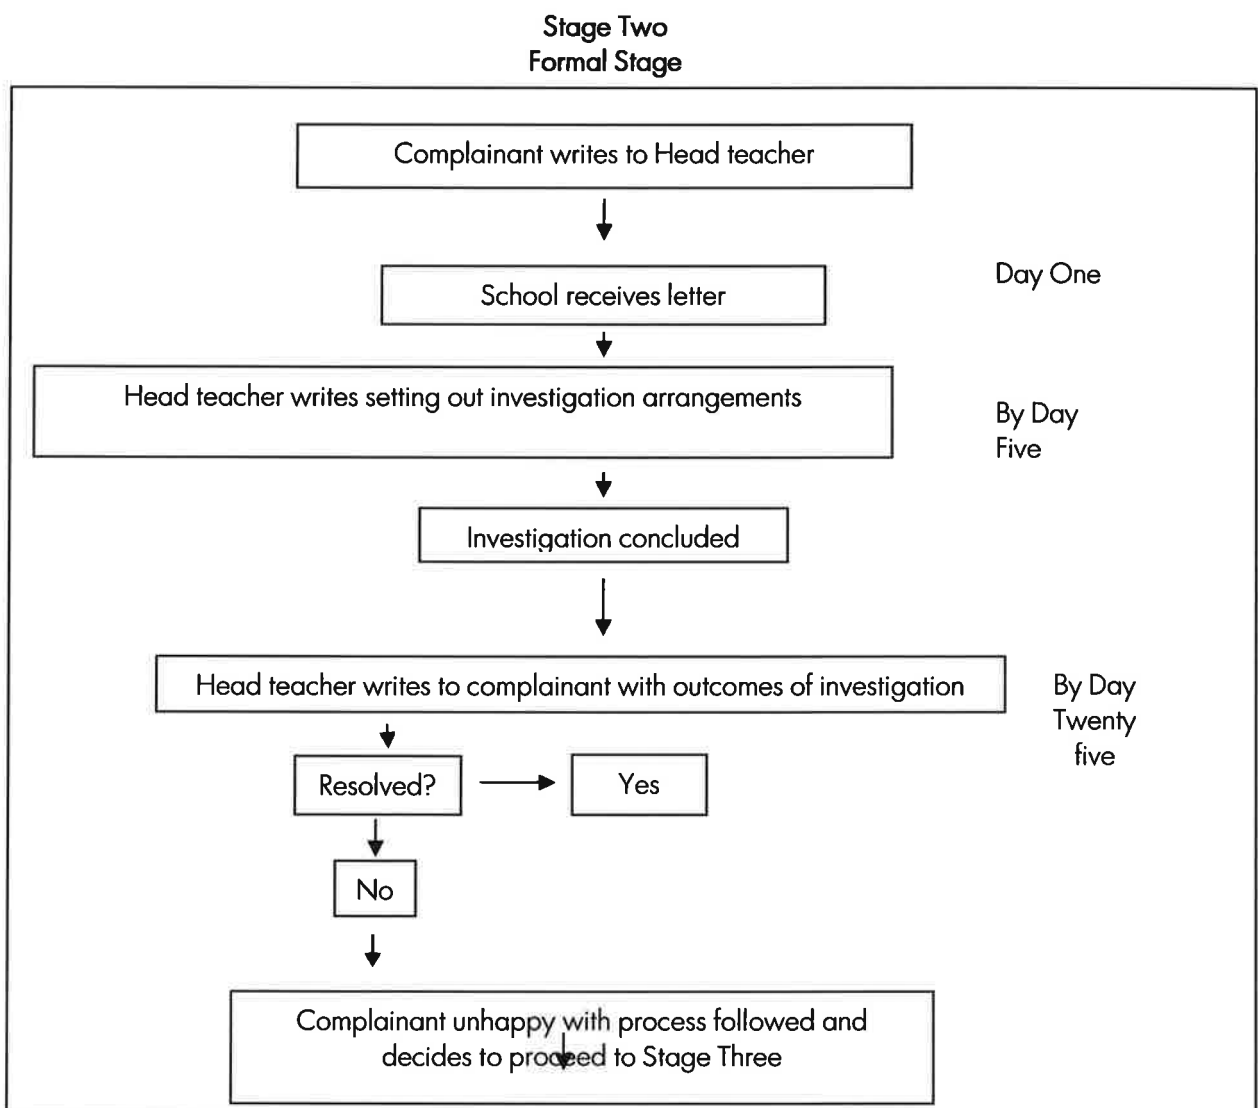 Stage Two
Formal Stage
Complainant writes to Head teacher
School receives letter
Day One
Head teacher writes setting out investigation arrangements
By Day
Five
Investigation concluded
Head teacher writes to complainant with outcomes of investigation
By Day
Twenty
five
Resolved?
Yes
No
Complainant unhappy with process followed and
decides to proceed to Stage Three